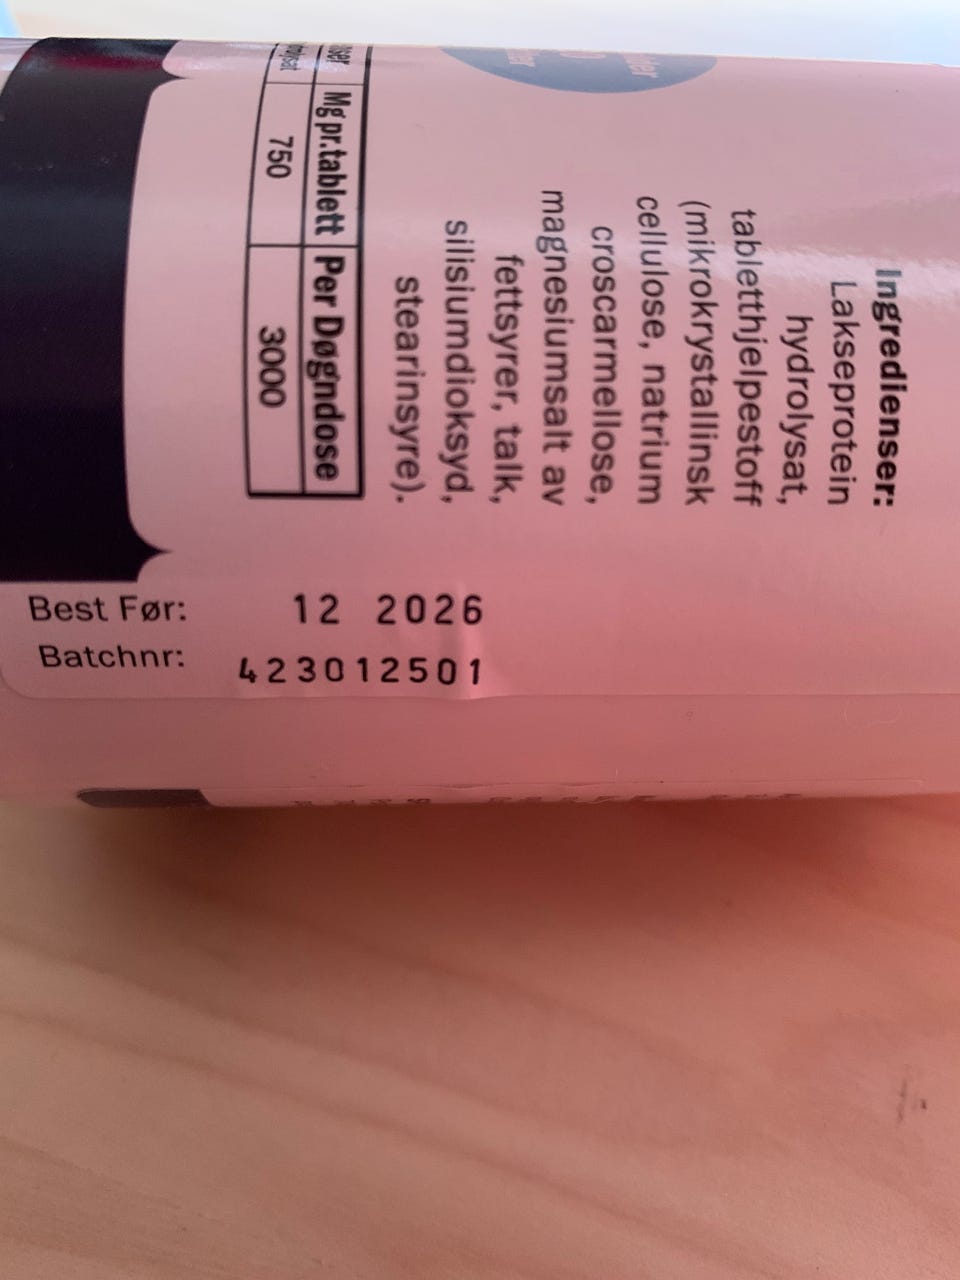 Ingredienser:
Lakseprotein
hydrolysat,
tabletthjelpestoff
(mikrokrystallinsk
cellulose, natrium
croscarmellose,
magnesiumsalt av
fettsyrer, talk,
silisiumdioksyd,
stearinsyre).
Mg pr.tablett Per Døgndose
750 3000
Best Før: 12 2026
Batchnr: 423012501